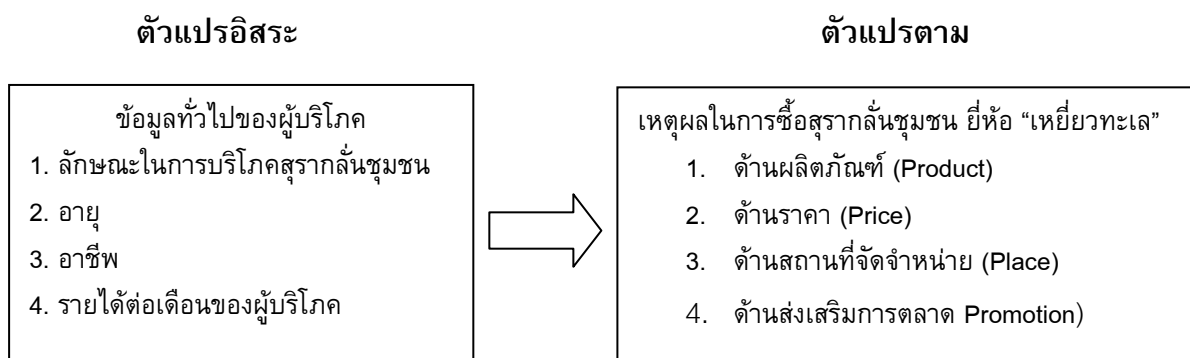 ตัวแปรอิสระ
ข้อมูลทั่วไปของผู้บริโภค
1. ลักษณะในการบริโภคสุรากลั่นชุมชน
2. อายุ
3. อาชีพ
4. รายได้ต่อเดือนของผู้บริโภค
ตัวแปรตาม
เหตุผลในการซื้อสุรากลั่นชุมชน ยี่ห้อ “เหยี่ยวทะเล”
1. ด้านผลิตภัณฑ์ (Product)
2. ด้านราคา (Price)
3. ด้านสถานที่จัดจำหน่าย (Place)
4. ด้านส่งเสริมการตลาด Promotion)